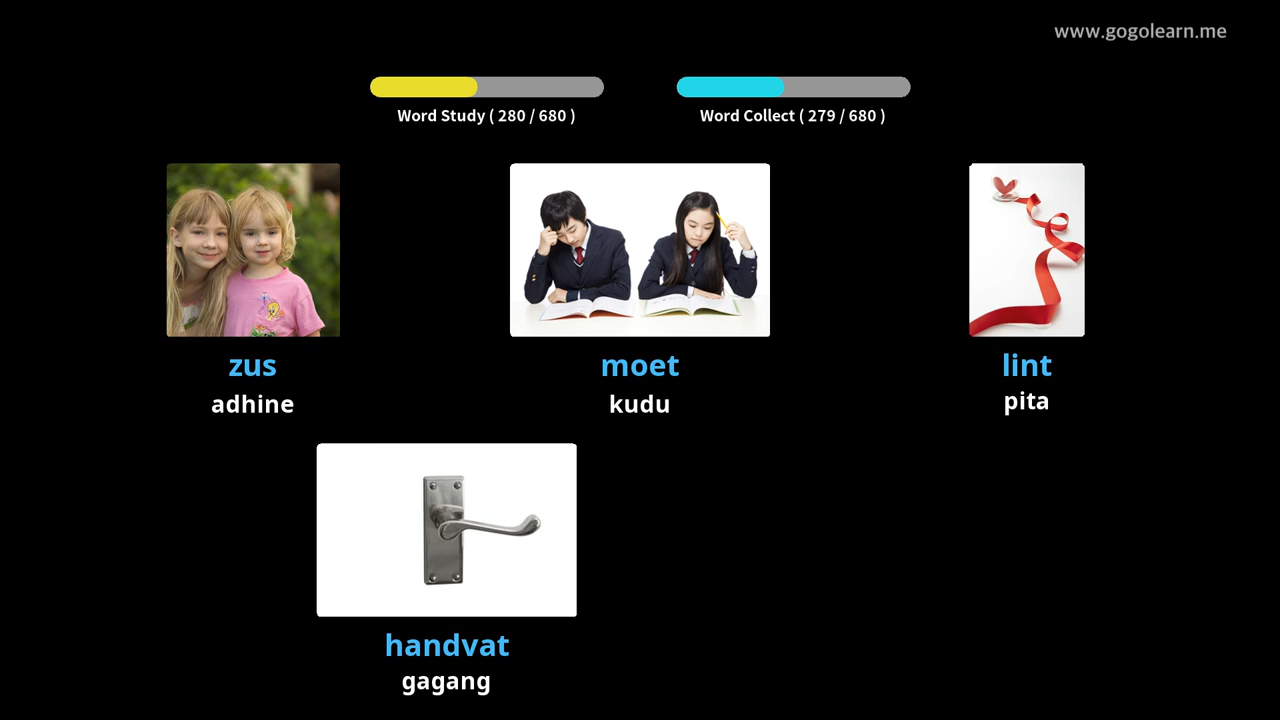 www.gogolearn.me
Word Study ( 280 / 680 )
Word Collect ( 279 / 680 )
zus
adhine
moet
kudu
lint
pita
handvat
gagang